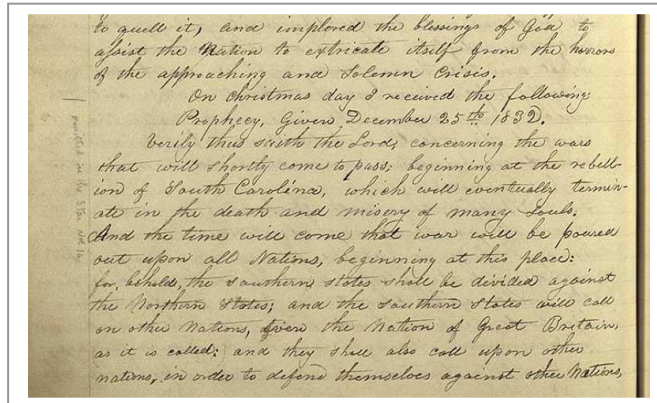 to quell it, and implored the blessings of God to
assist the Nation to extricate itself from the horrors
of the approaching and Solemn Crisis.
On Christmas day I received the following;
Prophecy, Given December 25th 1832.
Verily thus saith the Lord, concerning the wars
that will shortly come to pass; beginning at the rebell-
ion of South Carolina, which will eventually termin-
ate in the death and misery of many Souls.
And the time will come that war will be poured
out upon all Nations, beginning at this place:
for, behold, the southern states shall be divided against
the Northern States; and the southern States will call
on other Nations, Even the Nation of Great Britain,
as it is called; and they shall also call upon other
nations, in order to defend themselves against other Nations,
in the Star